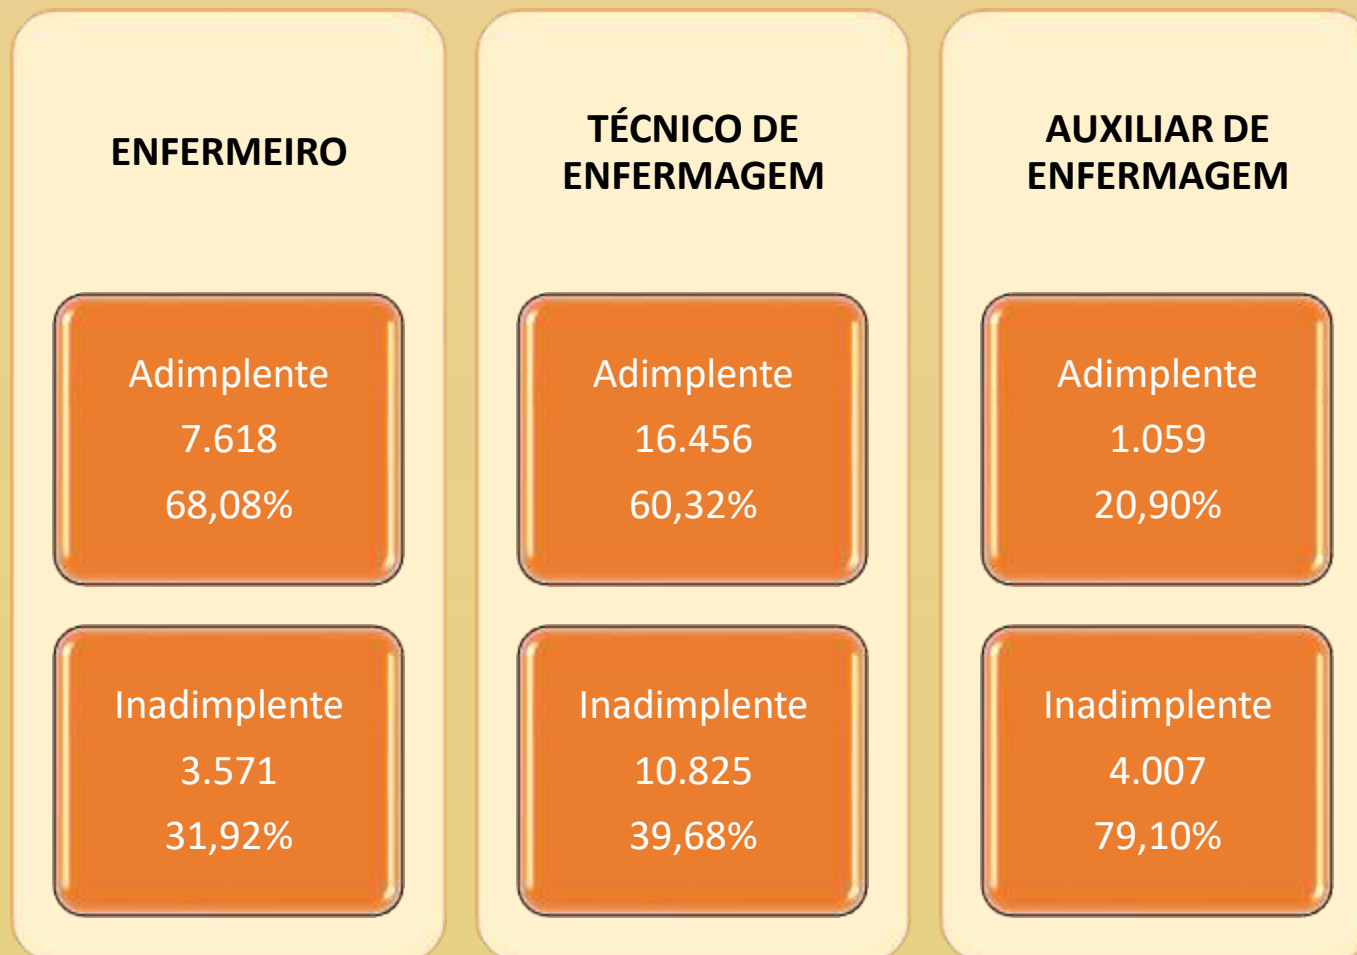 ENFERMEIRO
Adimplente
7.618
68,08%
Inadimplente
3.571
31,92%
TÉCNICO DE
ENFERMAGEM
Adimplente
16.456
60,32%
Inadimplente
10.825
39,68%
AUXILIAR DE
ENFERMAGEM
Adimplente
1.059
20,90%
Inadimplente
4.007
79,10%